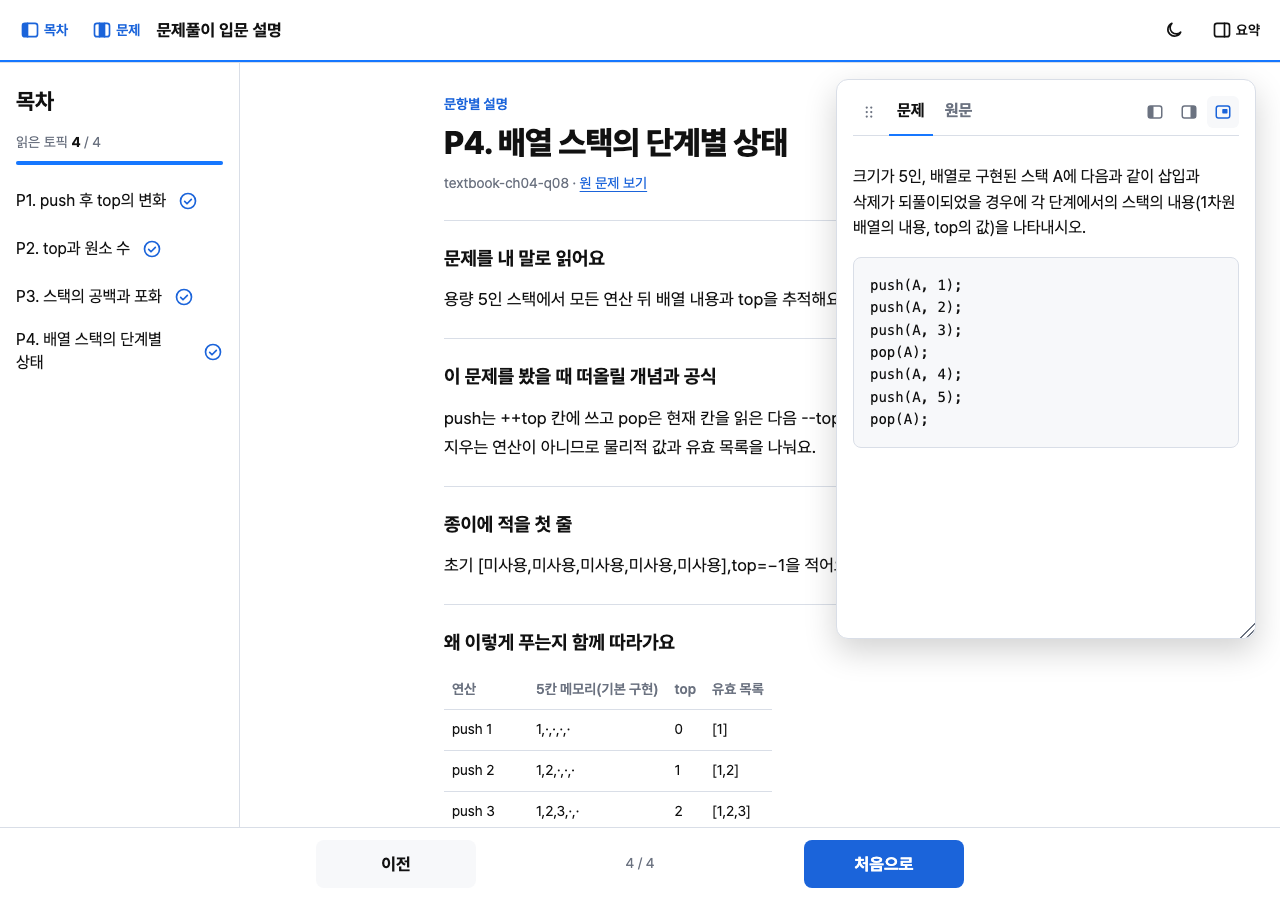 목차
문제
문제풀이 입문 설명
요약
목차
읽은 토픽 4 / 4
P1. push 후 top의 변화
P2. top과 원소 수
P3. 스택의 공백과 포화
P4. 배열 스택의 단계별
상태
문항별 설명
P4. 배열 스택의 단계별 상태
textbook-ch04-q08 · 원 문제 보기
문제를 내 말로 읽어요
용량 5인 스택에서 모든 연산 뒤 배열 내용과 top을 추적해요
이 문제를 봤을 때 떠올릴 개념과 공식
push는 ++top 칸에 쓰고 pop은 현재 칸을 읽은 다음 --top
지우는 연산이 아니므로 물리적 값과 유효 목록을 나눠요.
종이에 적을 첫 줄
초기 [미사용,미사용,미사용,미사용,미사용],top=−1을 적어
왜 이렇게 푸는지 함께 따라가요
연산 5칸 메모리(기본 구현) top 유효 목록
push 1 1,·,·,·,· 0 [1]
push 2 1,2,·,·,· 1 [1,2]
push 3 1,2,3,·,· 2 [1,2,3]
문제 원문
크기가 5인, 배열로 구현된 스택 A에 다음과 같이 삽입과
삭제가 되풀이되었을 경우에 각 단계에서의 스택의 내용(1차원
배열의 내용, top의 값)을 나타내시오.
push(A, 1);
push(A, 2);
push(A, 3);
pop(A);
push(A, 4);
push(A, 5);
pop(A);
이전
4 / 4
처음으로